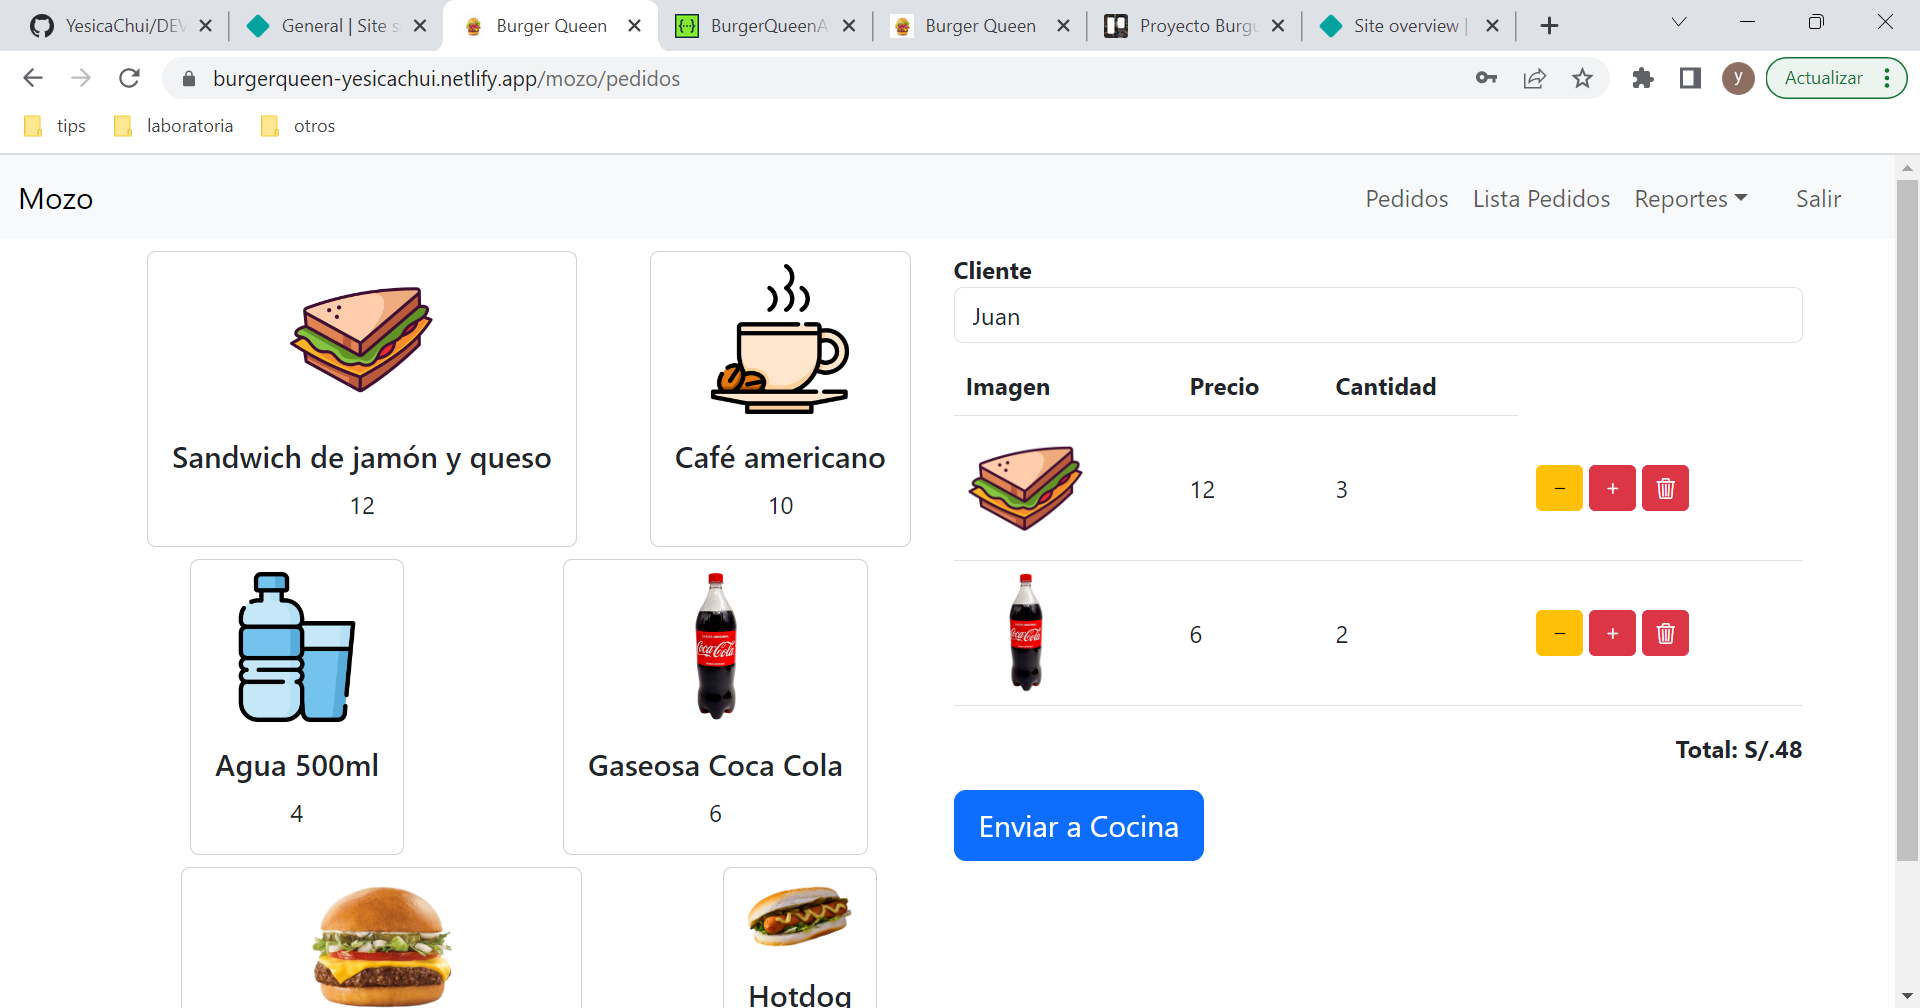 YesicaChui/DEV
General | Site s
Burger Queen
BurgerQueenA
Burger Queen
Proyecto Burgu
Site overview |
burgerqueen-yesicachui.netlify.app/mozo/pedidos
y
Actualizar
tips
laboratoria
otros
Mozo
Pedidos
Lista Pedidos
Reportes
Salir
Sandwich de jamón y queso
12
Café americano
10
Agua 500ml
4
Gaseosa Coca Cola
6
Hotdog
Cliente
Juan
Imagen Precio Cantidad
12 3 − +
Coca-Cola
6 2 − +
Total: S/.48
Enviar a Cocina